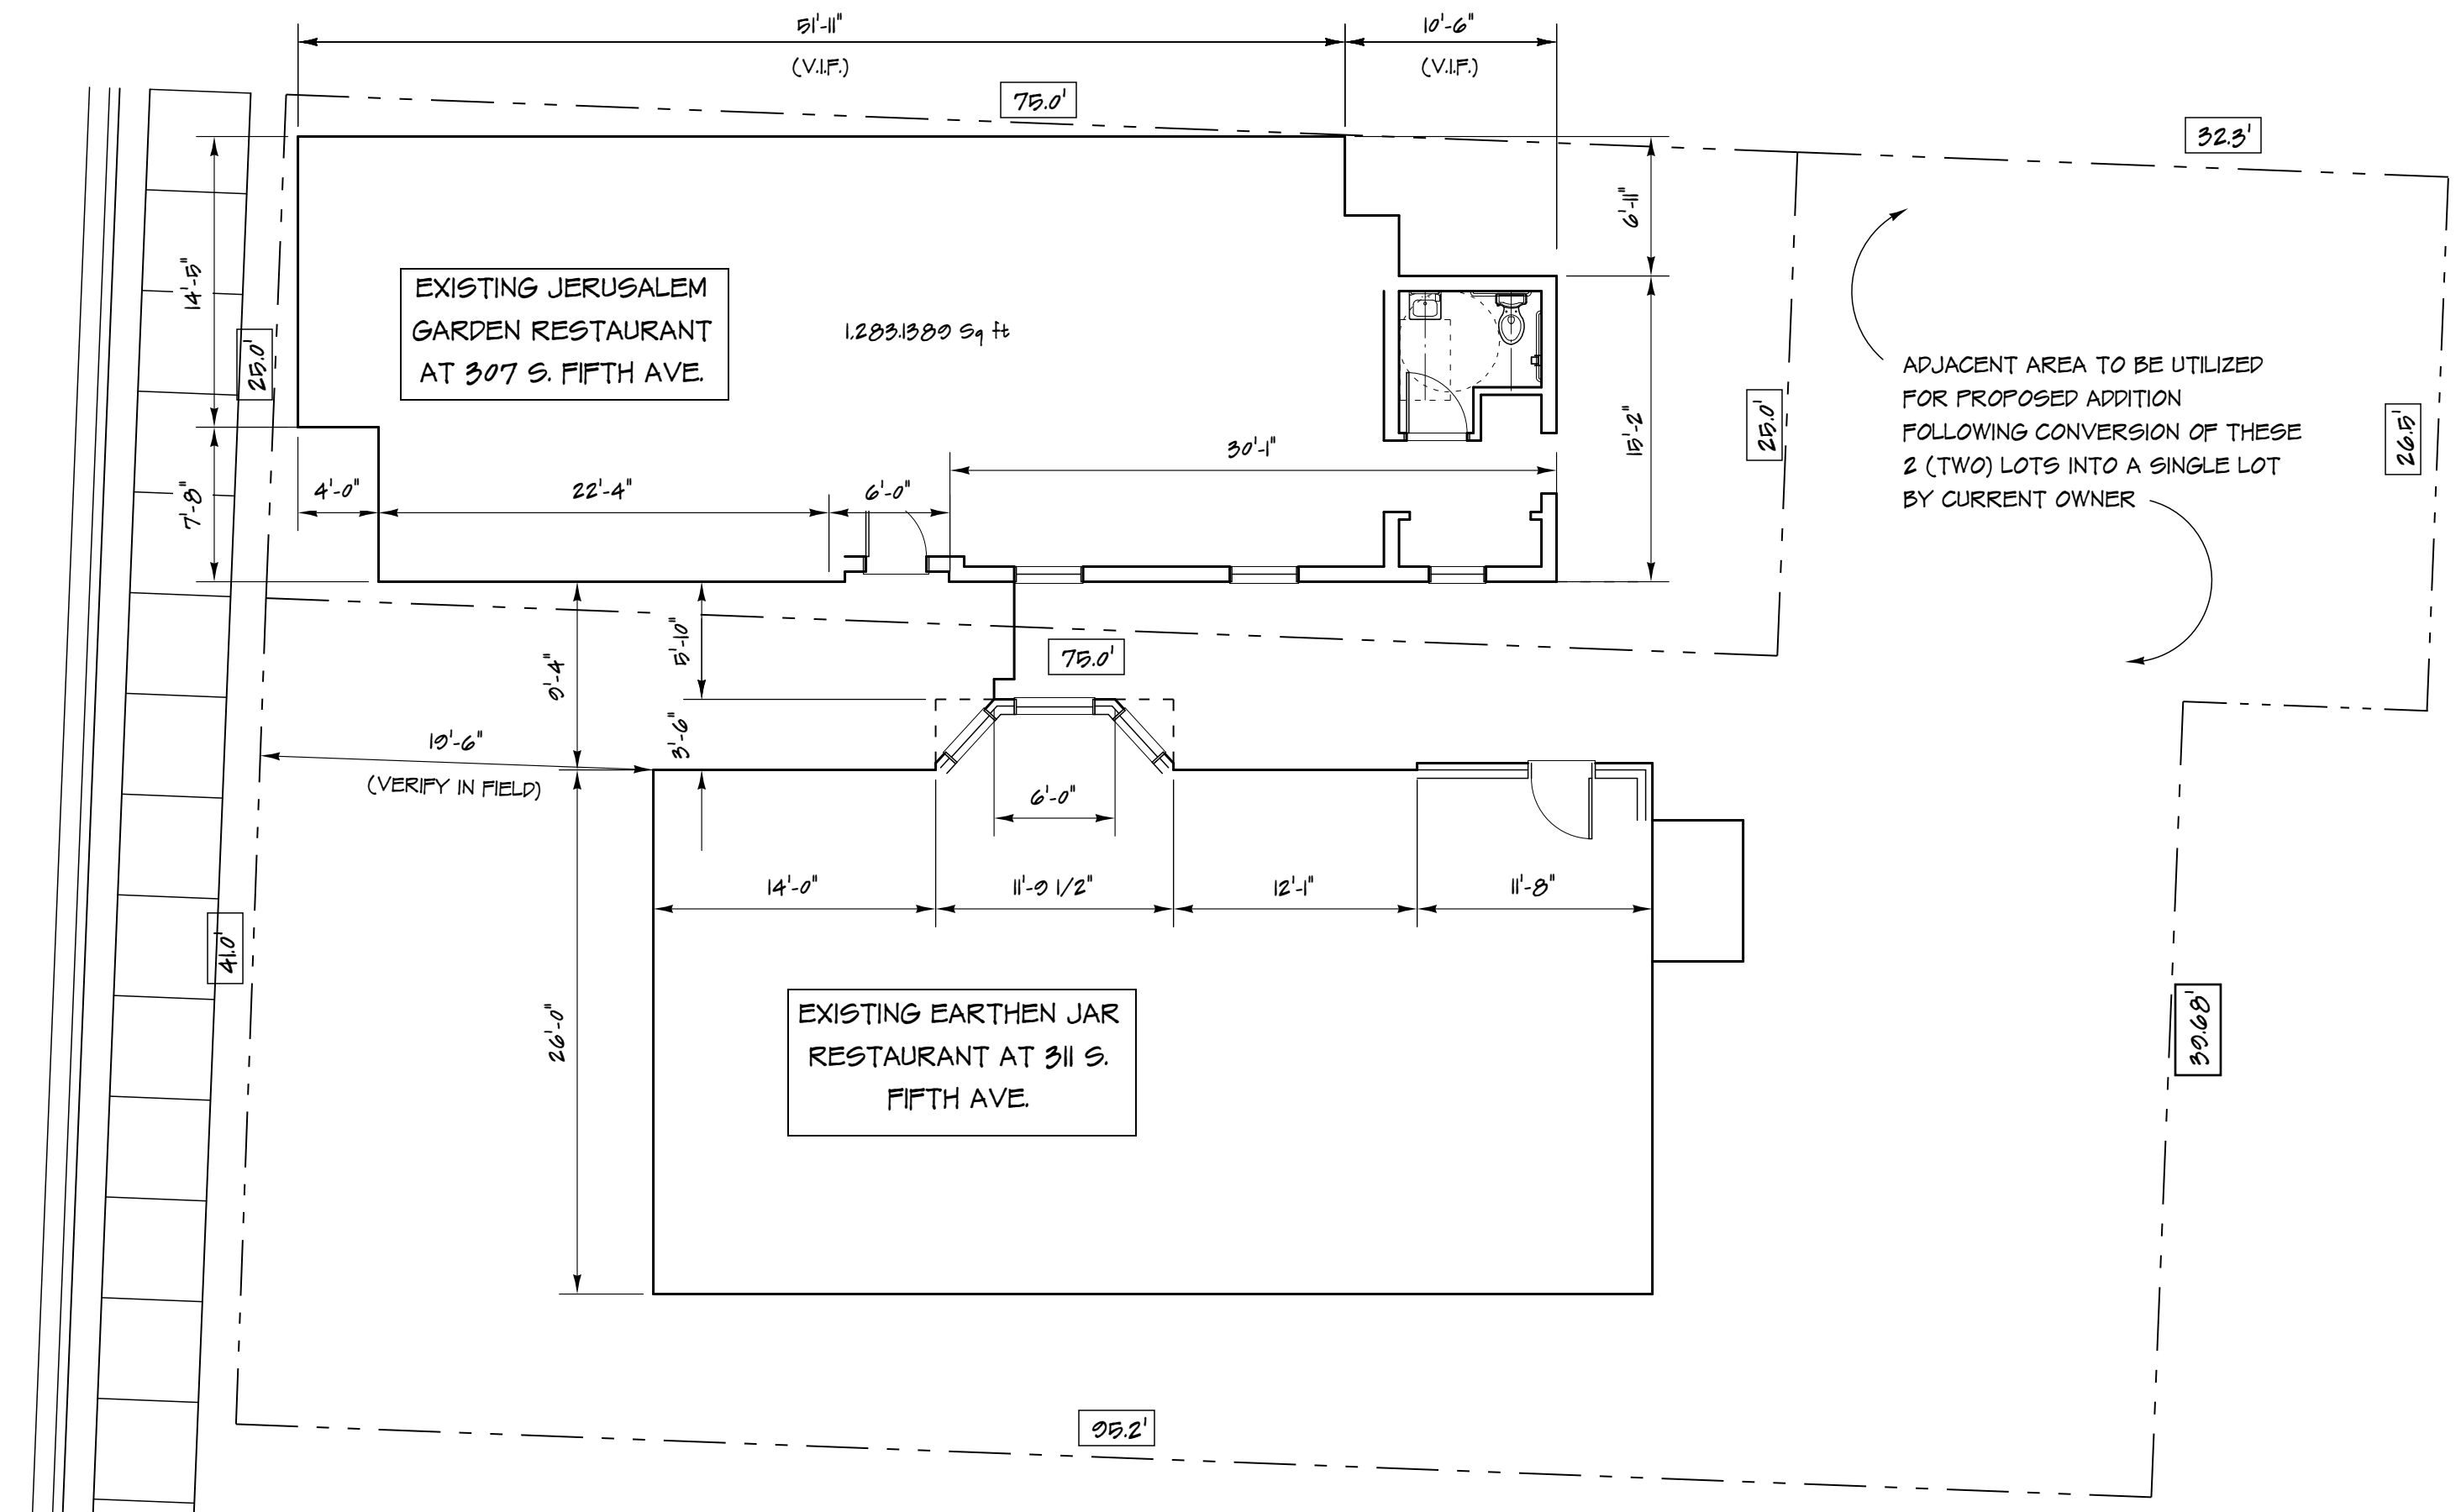 51'-11"
10'-6"
(V.I.F.)
(V.I.F.)
75.0'
32.3'
6'-11"
14'-5"
EXISTING JERUSALEM
GARDEN RESTAURANT
AT 307 S. FIFTH AVE.
1,283.1389 Sq ft
25.0'
ADJACENT AREA TO BE UTILIZED
FOR PROPOSED ADDITION
FOLLOWING CONVERSION OF THESE
2 (TWO) LOTS INTO A SINGLE LOT
BY CURRENT OWNER
25.0'
26.5'
15'-2"
30'-1"
7'-8"
4'-0"
22'-4"
6'-0"
5'-10"
75.0'
9'-4"
3'-6"
19'-6"
(VERIFY IN FIELD)
6'-0"
14'-0"
11'-9 1/2"
12'-1"
11'-8"
41.0'
EXISTING EARTHEN JAR
RESTAURANT AT 311 S.
FIFTH AVE.
26'-0"
39.68'
95.2'